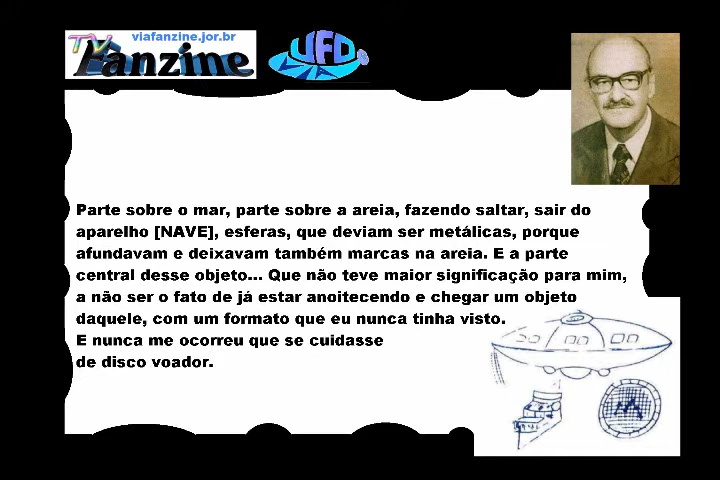 viafanzine.jor.br
TV Fanzine
UFO
VIA
Parte sobre o mar, parte sobre a areia, fazendo saltar, sair do
aparelho [NAVE], esferas, que deviam ser metálicas, porque
afundavam e deixavam também marcas na areia. E a parte
central desse objeto... Que não teve maior significação para mim,
a não ser o fato de já estar anoitecendo e chegar um objeto
daquele, com um formato que eu nunca tinha visto.
E nunca me ocorreu que se cuidasse
de disco voador.